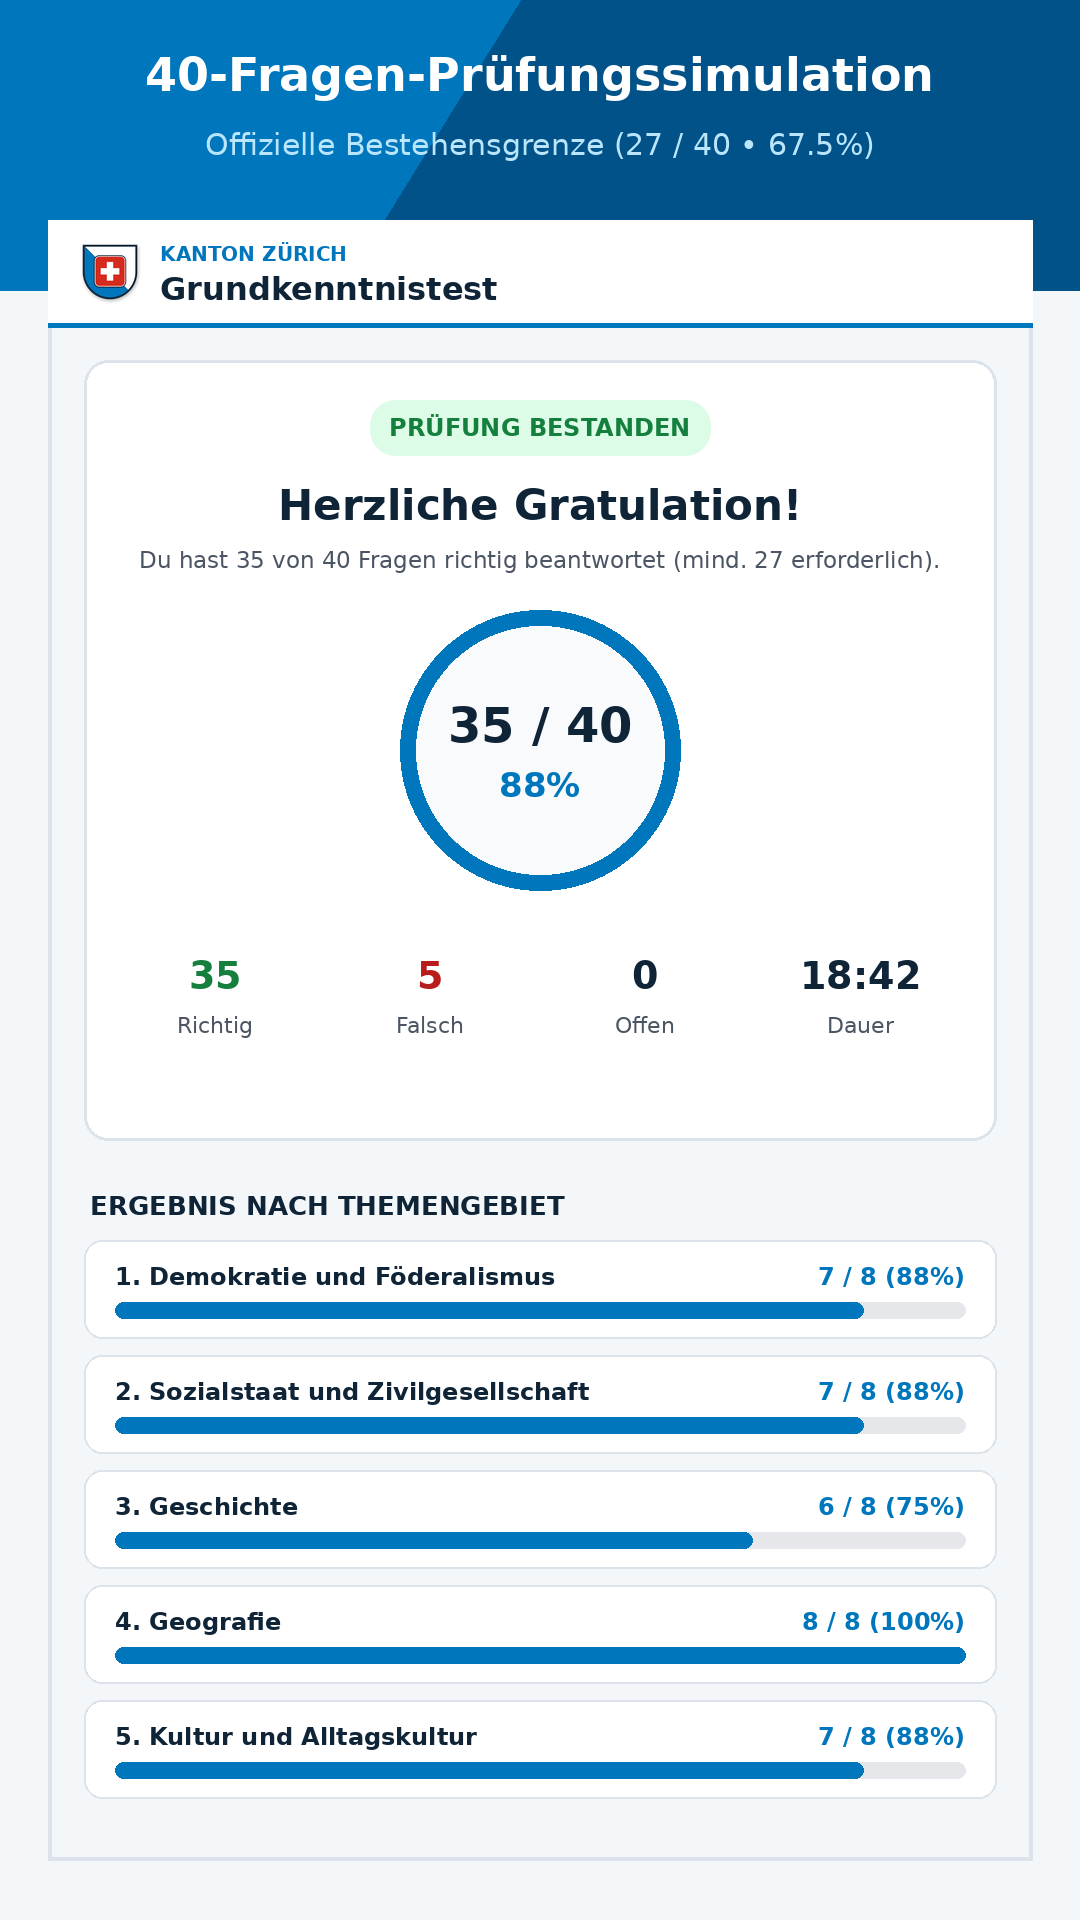 40-Fragen-Prüfungssimulation
Offizielle Bestehensgrenze (27 / 40 • 67.5%)
KANTON ZÜRICH
Grundkenntnistest
PRÜFUNG BESTANDEN
Herzliche Gratulation!
Du hast 35 von 40 Fragen richtig beantwortet (mind. 27 erforderlich).
35 / 40
88%
35 5 0 18:42
Richtig Falsch Offen Dauer
ERGEBNIS NACH THEMENGEBIET
1. Demokratie und Föderalismus 7 / 8 (88%)
2. Sozialstaat und Zivilgesellschaft 7 / 8 (88%)
3. Geschichte 6 / 8 (75%)
4. Geografie 8 / 8 (100%)
5. Kultur und Alltagskultur 7 / 8 (88%)